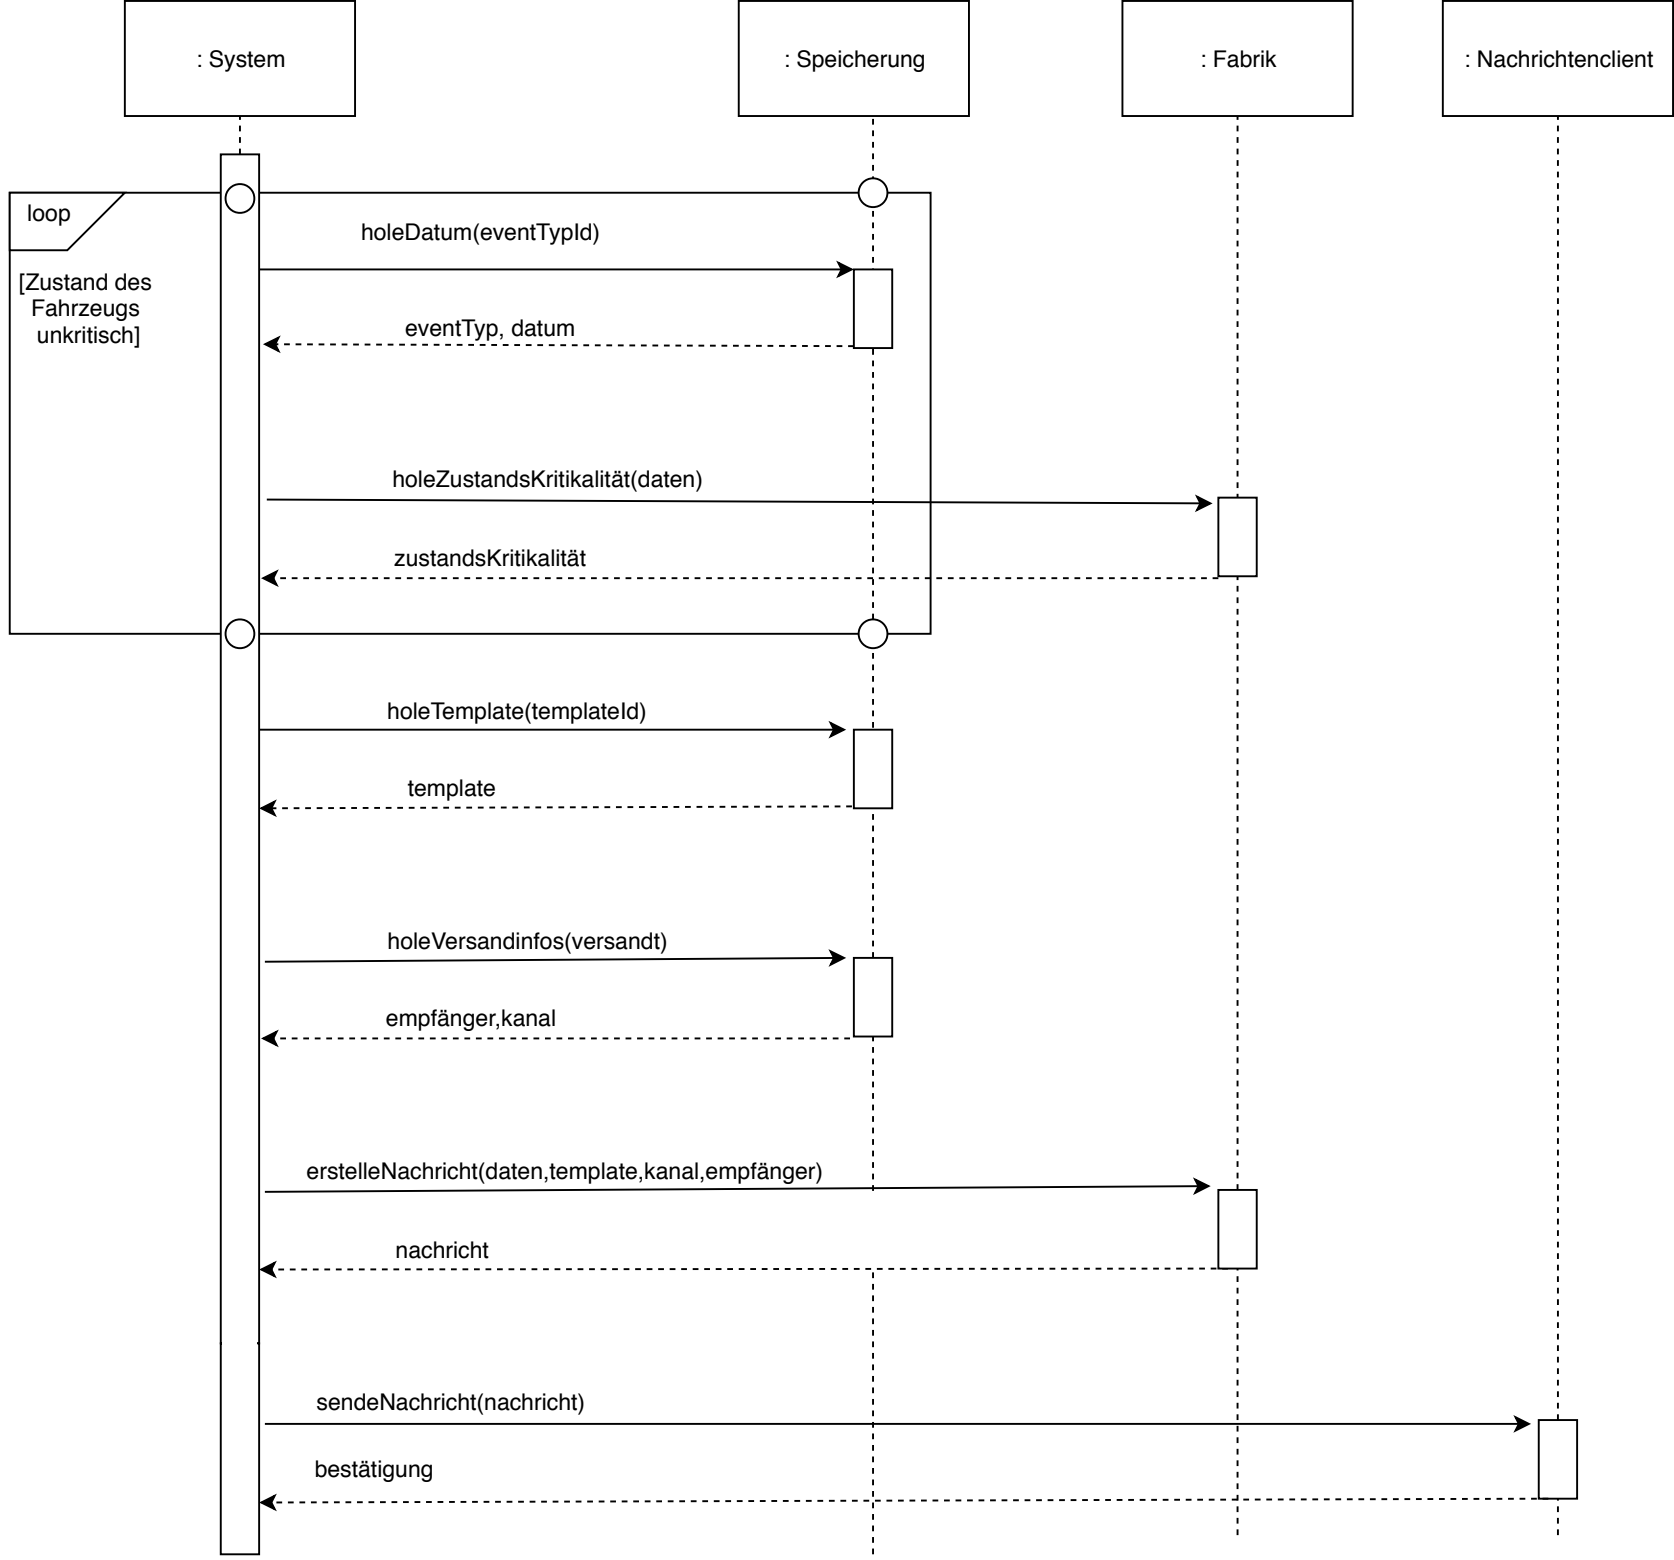 : System
: Speicherung
: Fabrik
: Nachrichtenclient
loop
holeDatum(eventTypId)
[Zustand des
Fahrzeugs
unkritisch]
eventTyp, datum
holeZustandsKritikalität(daten)
zustandsKritikalität
holeTemplate(templateId)
template
holeVersandinfos(versandt)
empfänger,kanal
erstelleNachricht(daten,template,kanal,empfänger)
nachricht
sendeNachricht(nachricht)
bestätigung